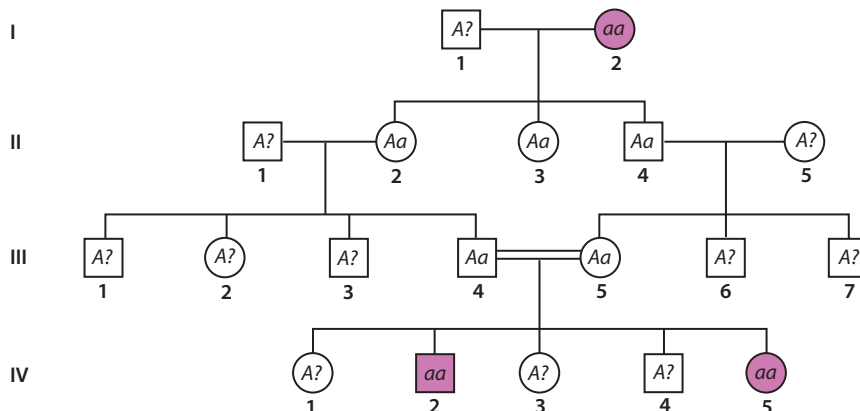 I
A? aa
1 2
II
A? Aa Aa Aa A?
1 2 3 4 5
III
A? A? A? Aa Aa A? A?
1 2 3 4 5 6 7
IV
A? aa A? A? aa
1 2 3 4 5